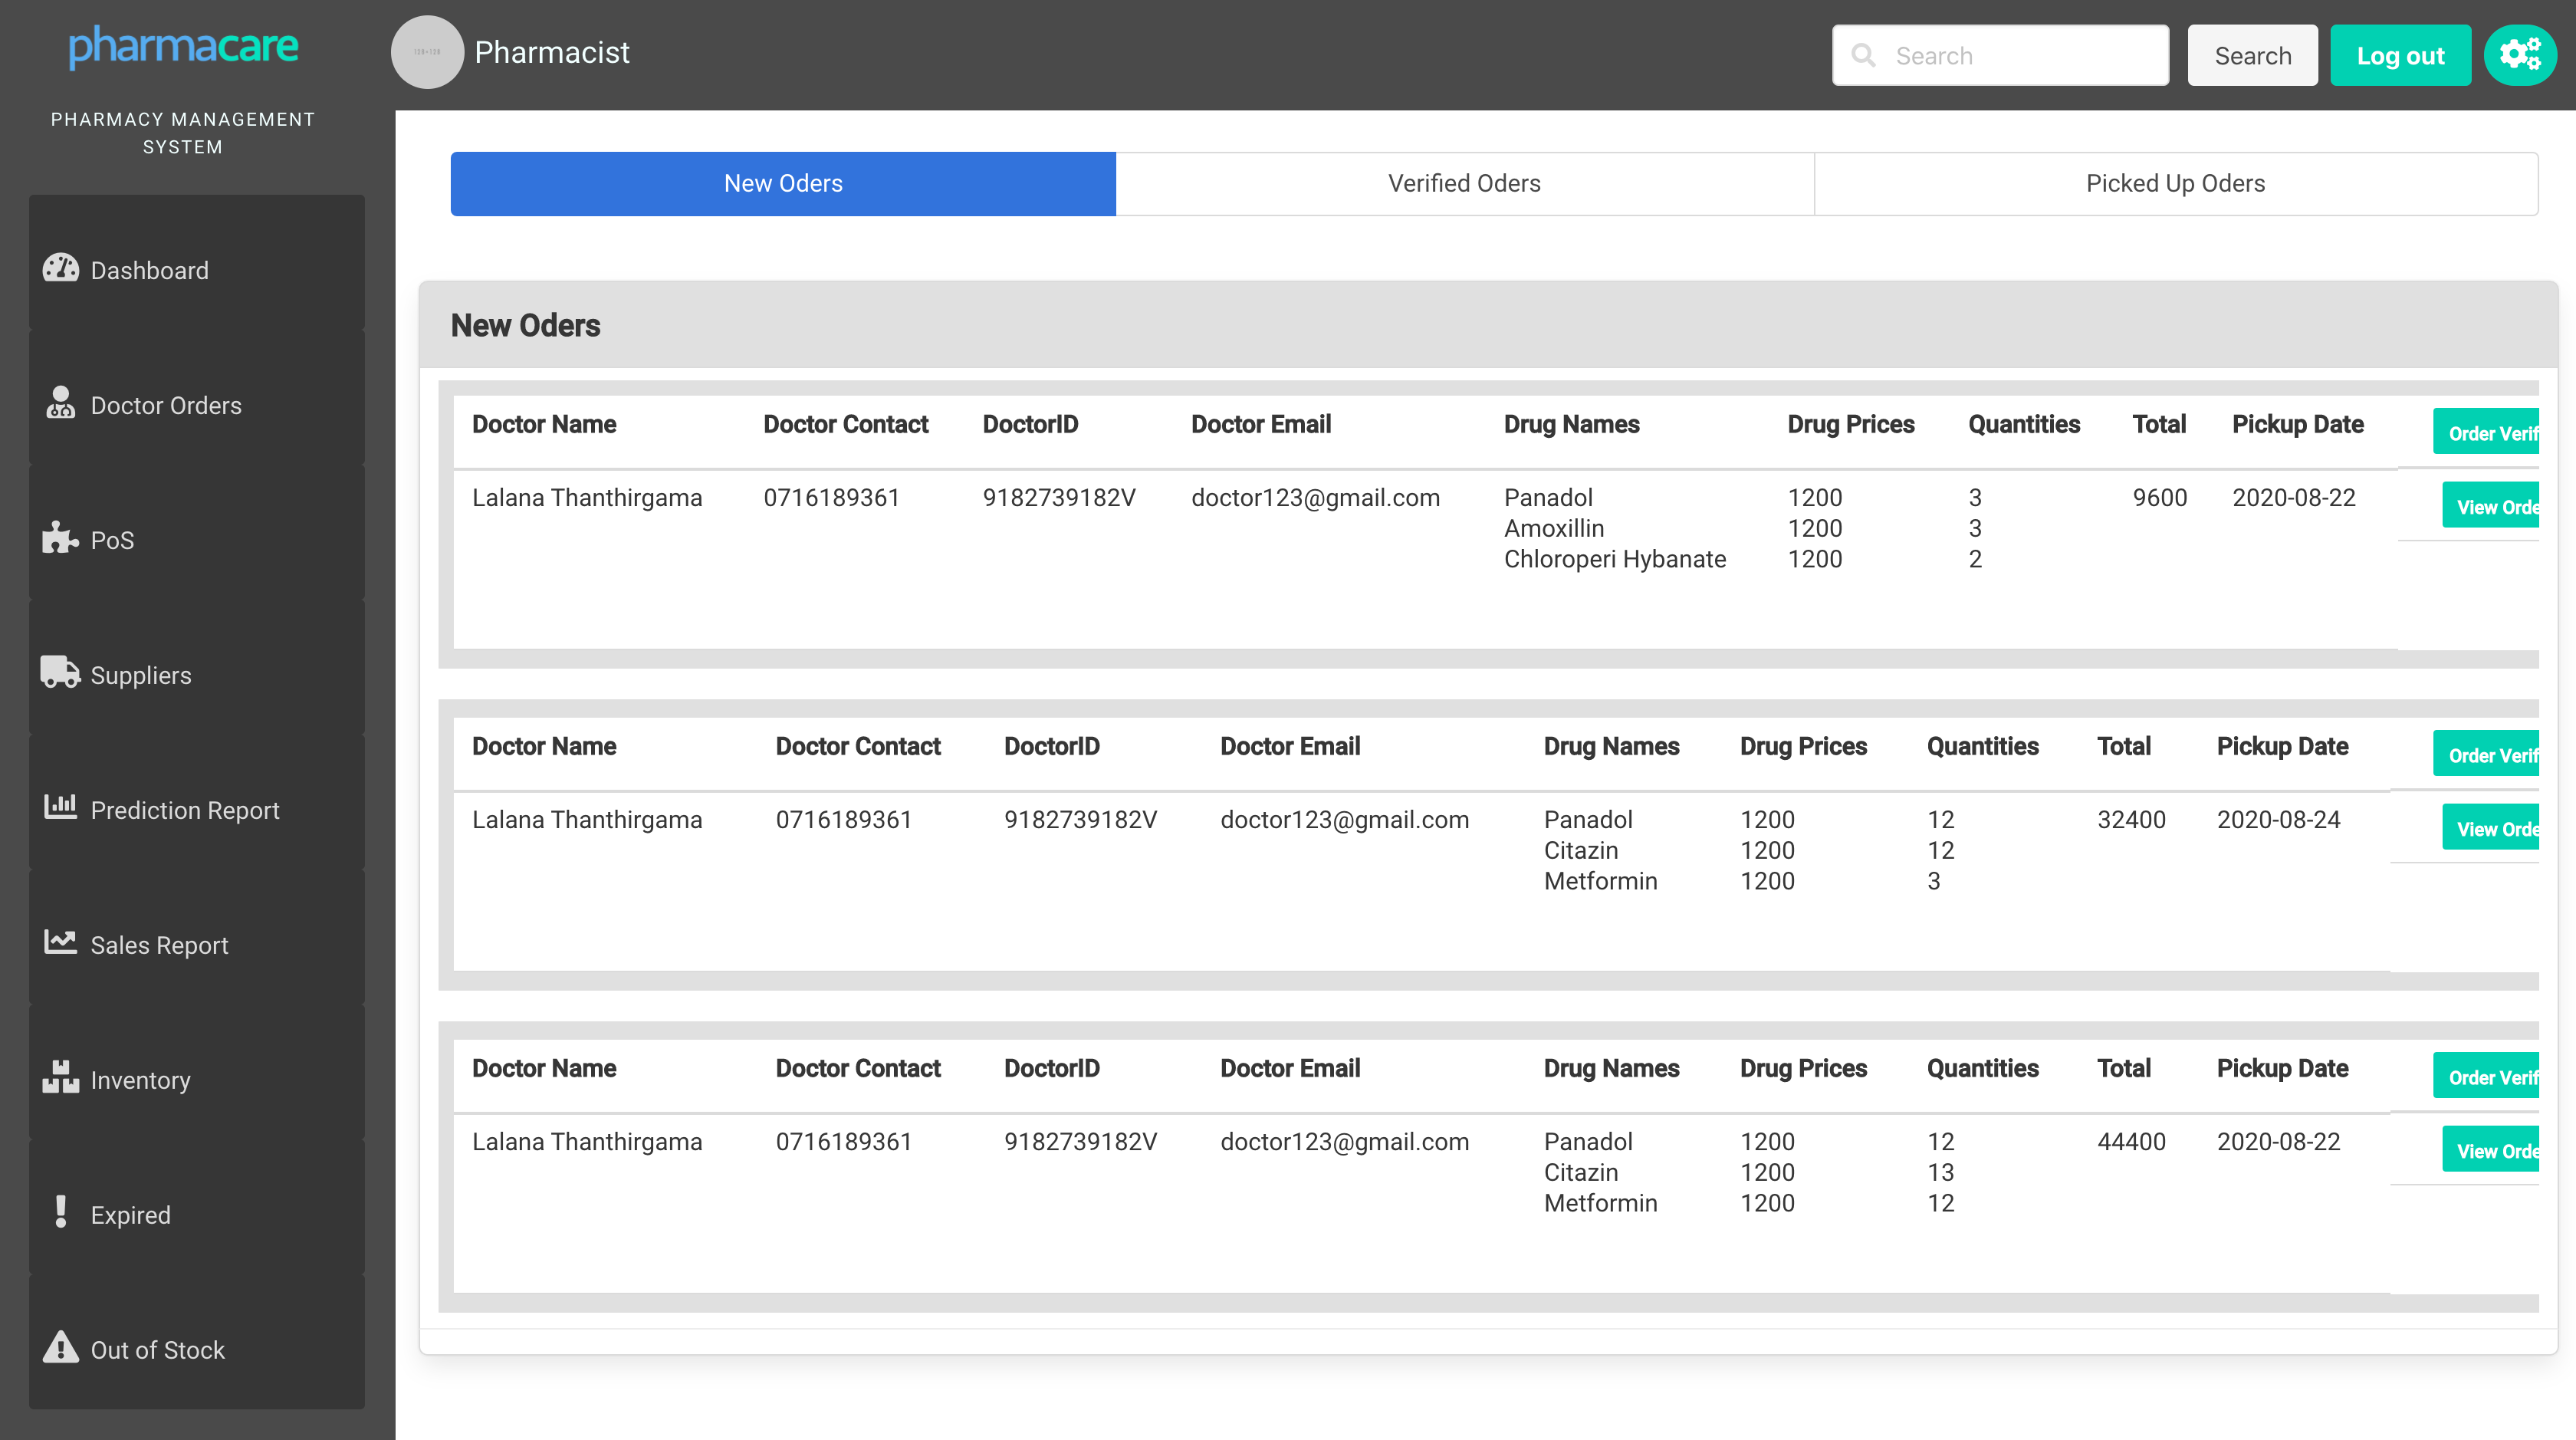 pharmacare
PHARMACY MANAGEMENT
SYSTEM
Pharmacist
Search
Search
Log out
Dashboard
Doctor Orders
PoS
Suppliers
Prediction Report
Sales Report
Inventory
Expired
Out of Stock
New Oders
Verified Oders
Picked Up Oders
New Oders
Doctor Name Doctor Contact DoctorID Doctor Email Drug Names Drug Prices Quantities Total Pickup Date Order Verif
Lalana Thanthirgama 0716189361 9182739182V doctor123@gmail.com Panadol 1200 3 9600 2020-08-22 View Orde
Amoxillin 1200 3
Chloroperi Hybanate 1200 2
Doctor Name Doctor Contact DoctorID Doctor Email Drug Names Drug Prices Quantities Total Pickup Date Order Verif
Lalana Thanthirgama 0716189361 9182739182V doctor123@gmail.com Panadol 1200 12 32400 2020-08-24 View Orde
Citazin 1200 12
Metformin 1200 3
Doctor Name Doctor Contact DoctorID Doctor Email Drug Names Drug Prices Quantities Total Pickup Date Order Verif
Lalana Thanthirgama 0716189361 9182739182V doctor123@gmail.com Panadol 1200 12 44400 2020-08-22 View Orde
Citazin 1200 13
Metformin 1200 12